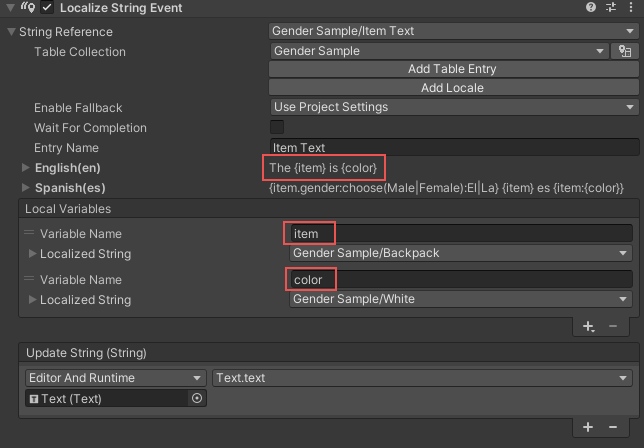 Localize String Event
String Reference
Gender Sample/Item Text
Table Collection
Gender Sample
Add Table Entry
Add Locale
Enable Fallback
Use Project Settings
Wait For Completion
Entry Name
Item Text
English(en)
The {item} is {color}
Spanish(es)
{item.gender:choose(Male|Female):El|La} {item} es {item:{color}}
Local Variables
Variable Name
item
Localized String
Gender Sample/Backpack
Variable Name
color
Localized String
Gender Sample/White
Update String (String)
Editor And Runtime
Text.text
Text (Text)